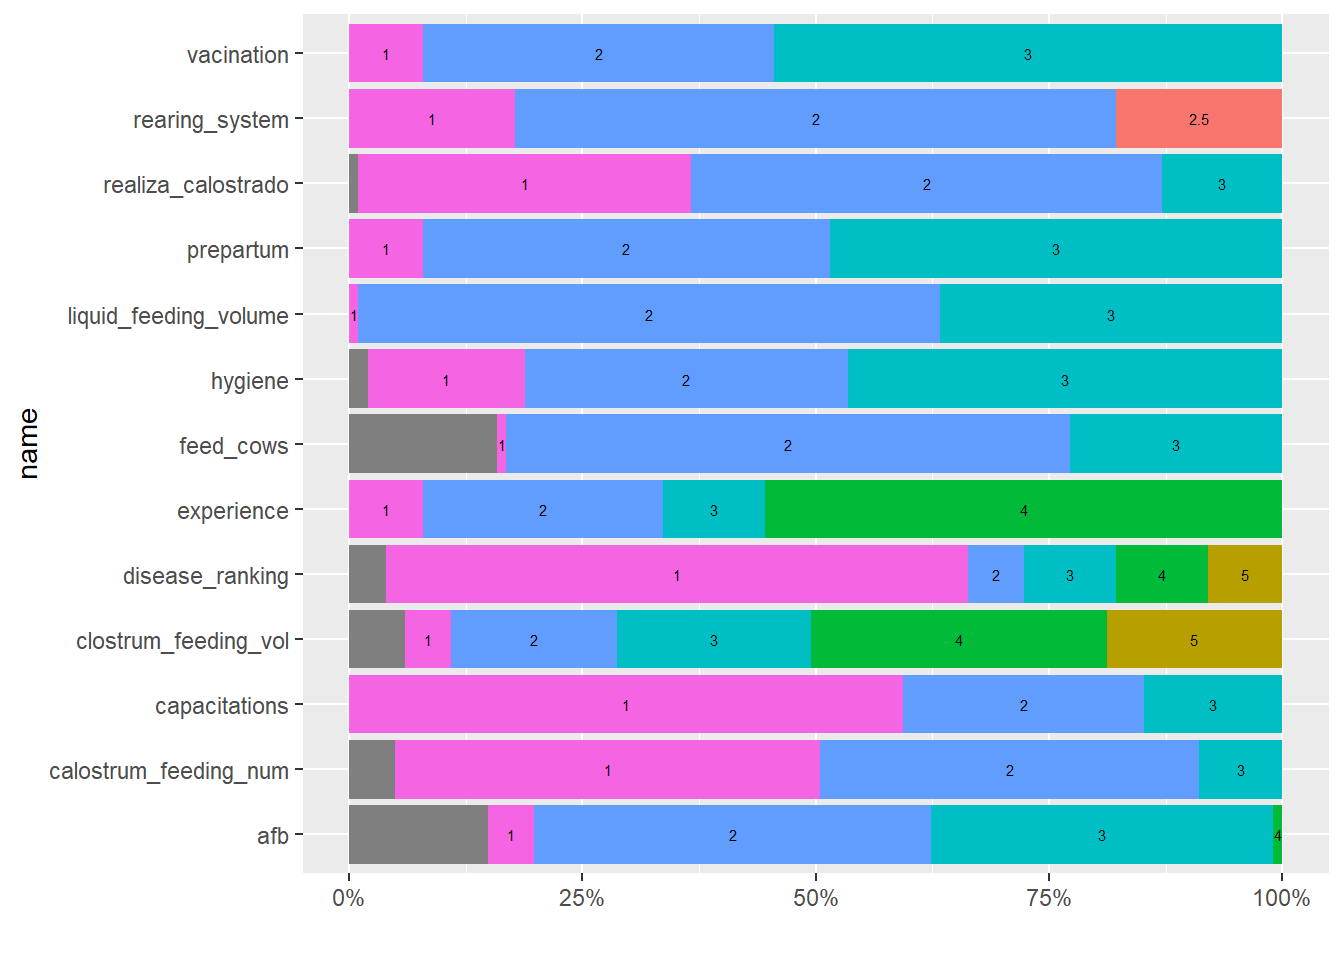 name
vacination 1 2 3
rearing_system 1 2 2.5
realiza_calostrado 1 2 3
prepartum 1 2 3
liquid_feeding_volume 1 2 3
hygiene 1 2 3
feed_cows 1 2 3
experience 1 2 3 4
disease_ranking 1 2 3 4 5
clostrum_feeding_vol 1 2 3 4 5
capacitations 1 2 3
calostrum_feeding_num 1 2 3
afb 1 2 3 4
0% 25% 50% 75% 100%